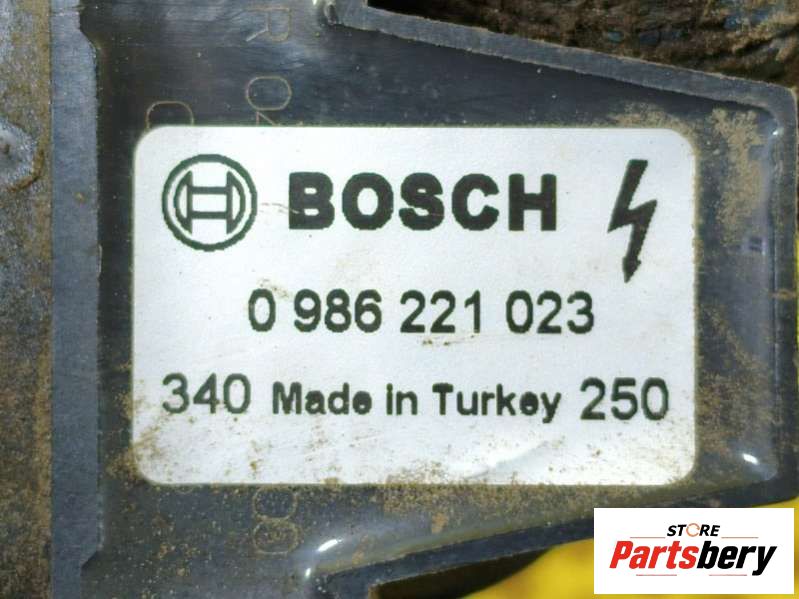 BOSCH
0 986 221 023
340 Made in Turkey 250
STORE
Partsbery